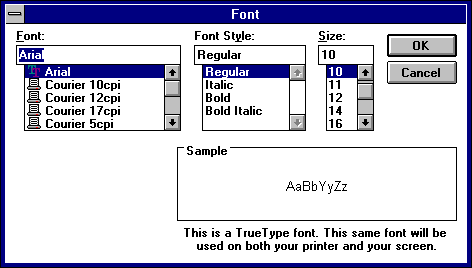 Font
Font: Font Style: Size:
Arial Regular 10 OK
Arial Regular 10 Cancel
Courier 10cpi Italic 11
Courier 12cpi Bold 12
Courier 17cpi Bold Italic 14
Courier 5cpi 16
Sample
AaBbYyZz
This is a TrueType font. This same font will be
used on both your printer and your screen.